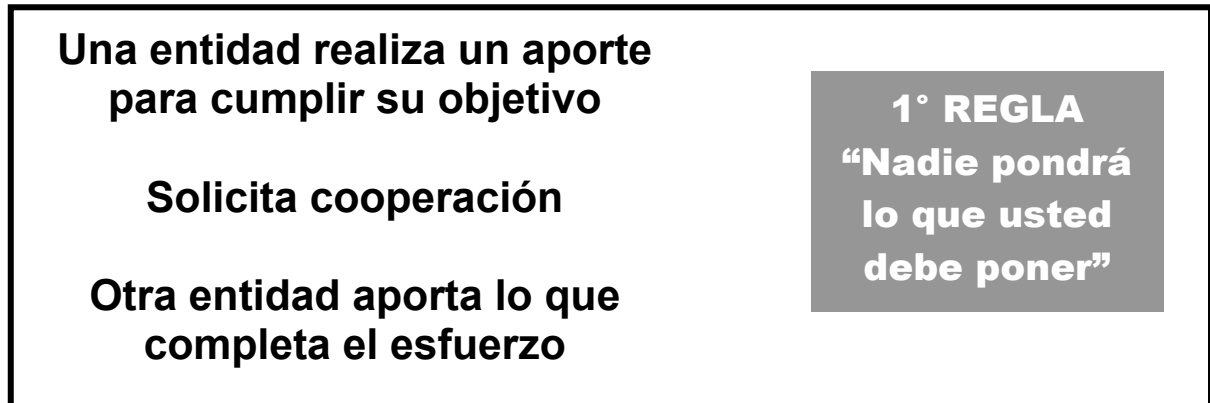 Una entidad realiza un aporte
para cumplir su objetivo
Solicita cooperación
Otra entidad aporta lo que
completa el esfuerzo
1° REGLA
“Nadie pondrá
lo que usted
debe poner”